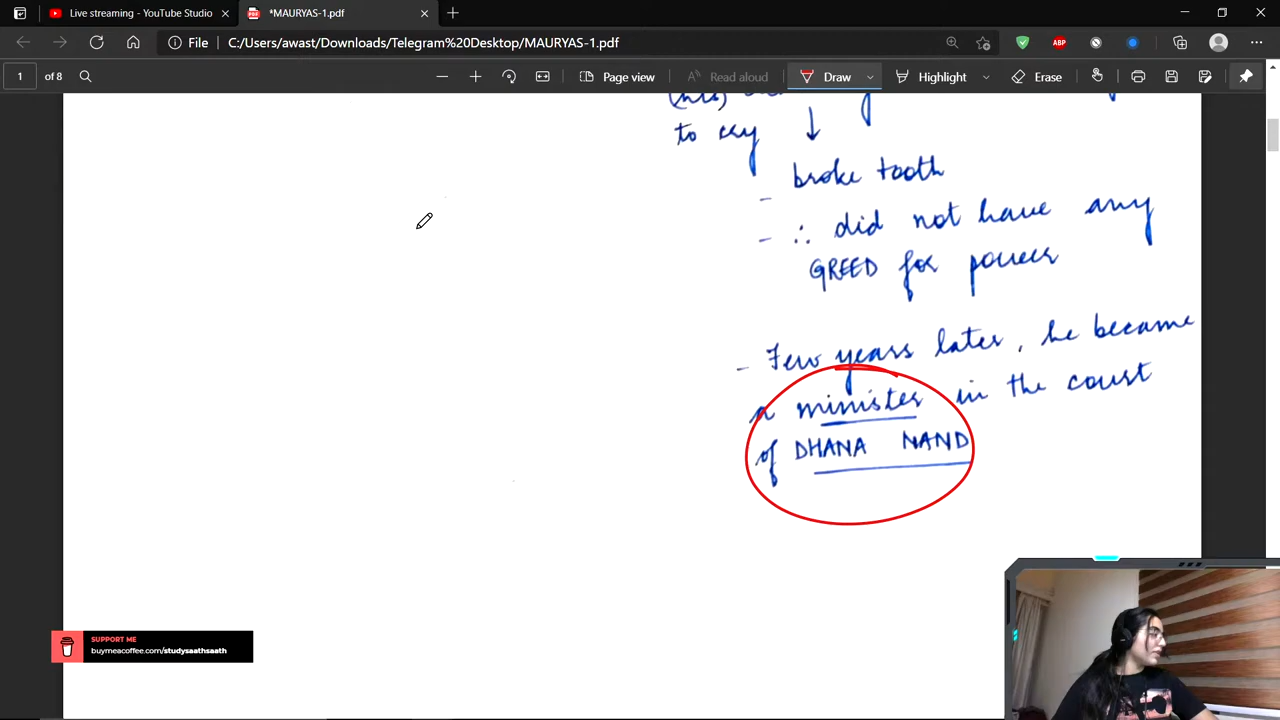 Live streaming - YouTube Studio
*MAURYAS-1.pdf
File
C:/Users/awast/Downloads/Telegram%20Desktop/MAURYAS-1.pdf
ABP
1 of 8
Page view
Read aloud
Draw
Highlight
Erase
to cry
- broke tooth
- ∴ did not have any
GREED for power
- Few years later, he became
a minister in the court
of DHANA NAND
SUPPORT ME
buymeacoffee.com/studysaathsaath